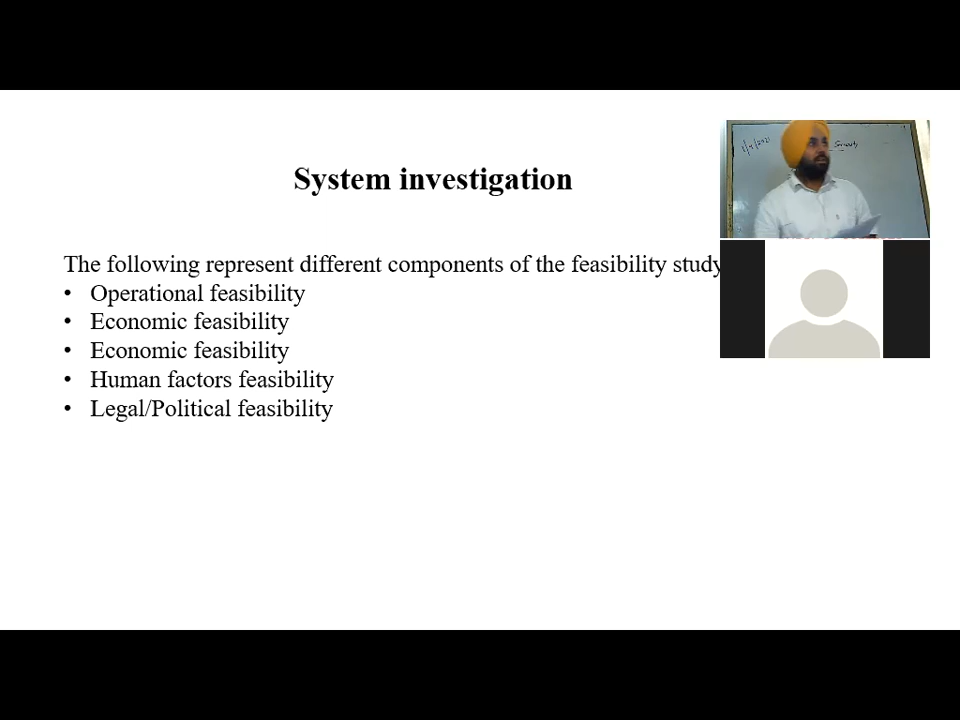 System investigation
The following represent different components of the feasibility study
• Operational feasibility
• Economic feasibility
• Economic feasibility
• Human factors feasibility
• Legal/Political feasibility